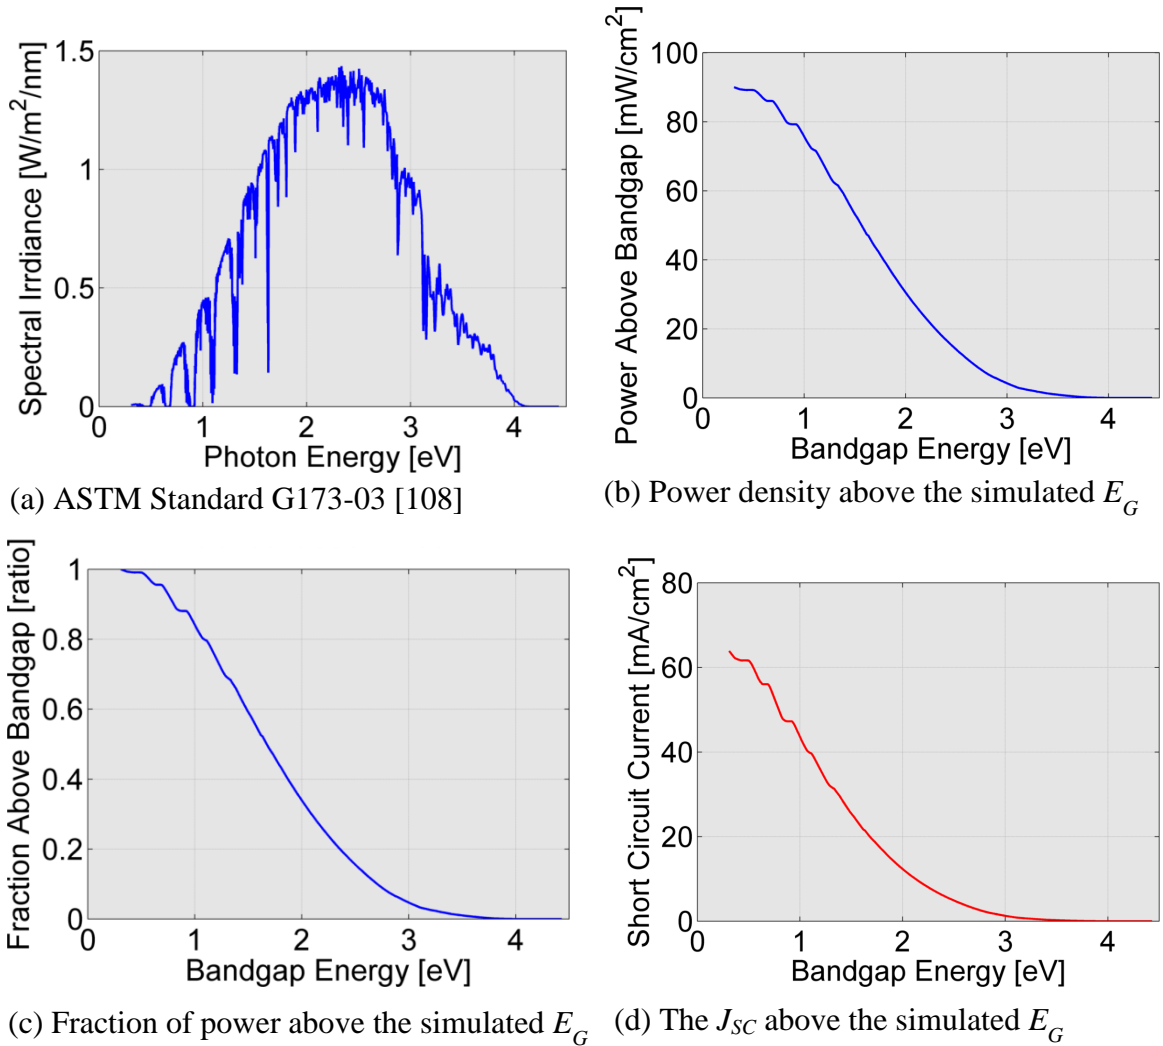 Spectral Irrdiance [W/m²/nm]
1.5
1
0.5
0
0 1 2 3 4
Photon Energy [eV]
(a) ASTM Standard G173-03 [108]
Power Above Bandgap [mW/cm²]
100
80
60
40
20
0
0 1 2 3 4
Bandgap Energy [eV]
(b) Power density above the simulated E_G
Fraction Above Bandgap [ratio]
1
0.8
0.6
0.4
0.2
0
0 1 2 3 4
Bandgap Energy [eV]
(c) Fraction of power above the simulated E_G
Short Circuit Current [mA/cm²]
80
60
40
20
0
0 1 2 3 4
Bandgap Energy [eV]
(d) The J_SC above the simulated E_G